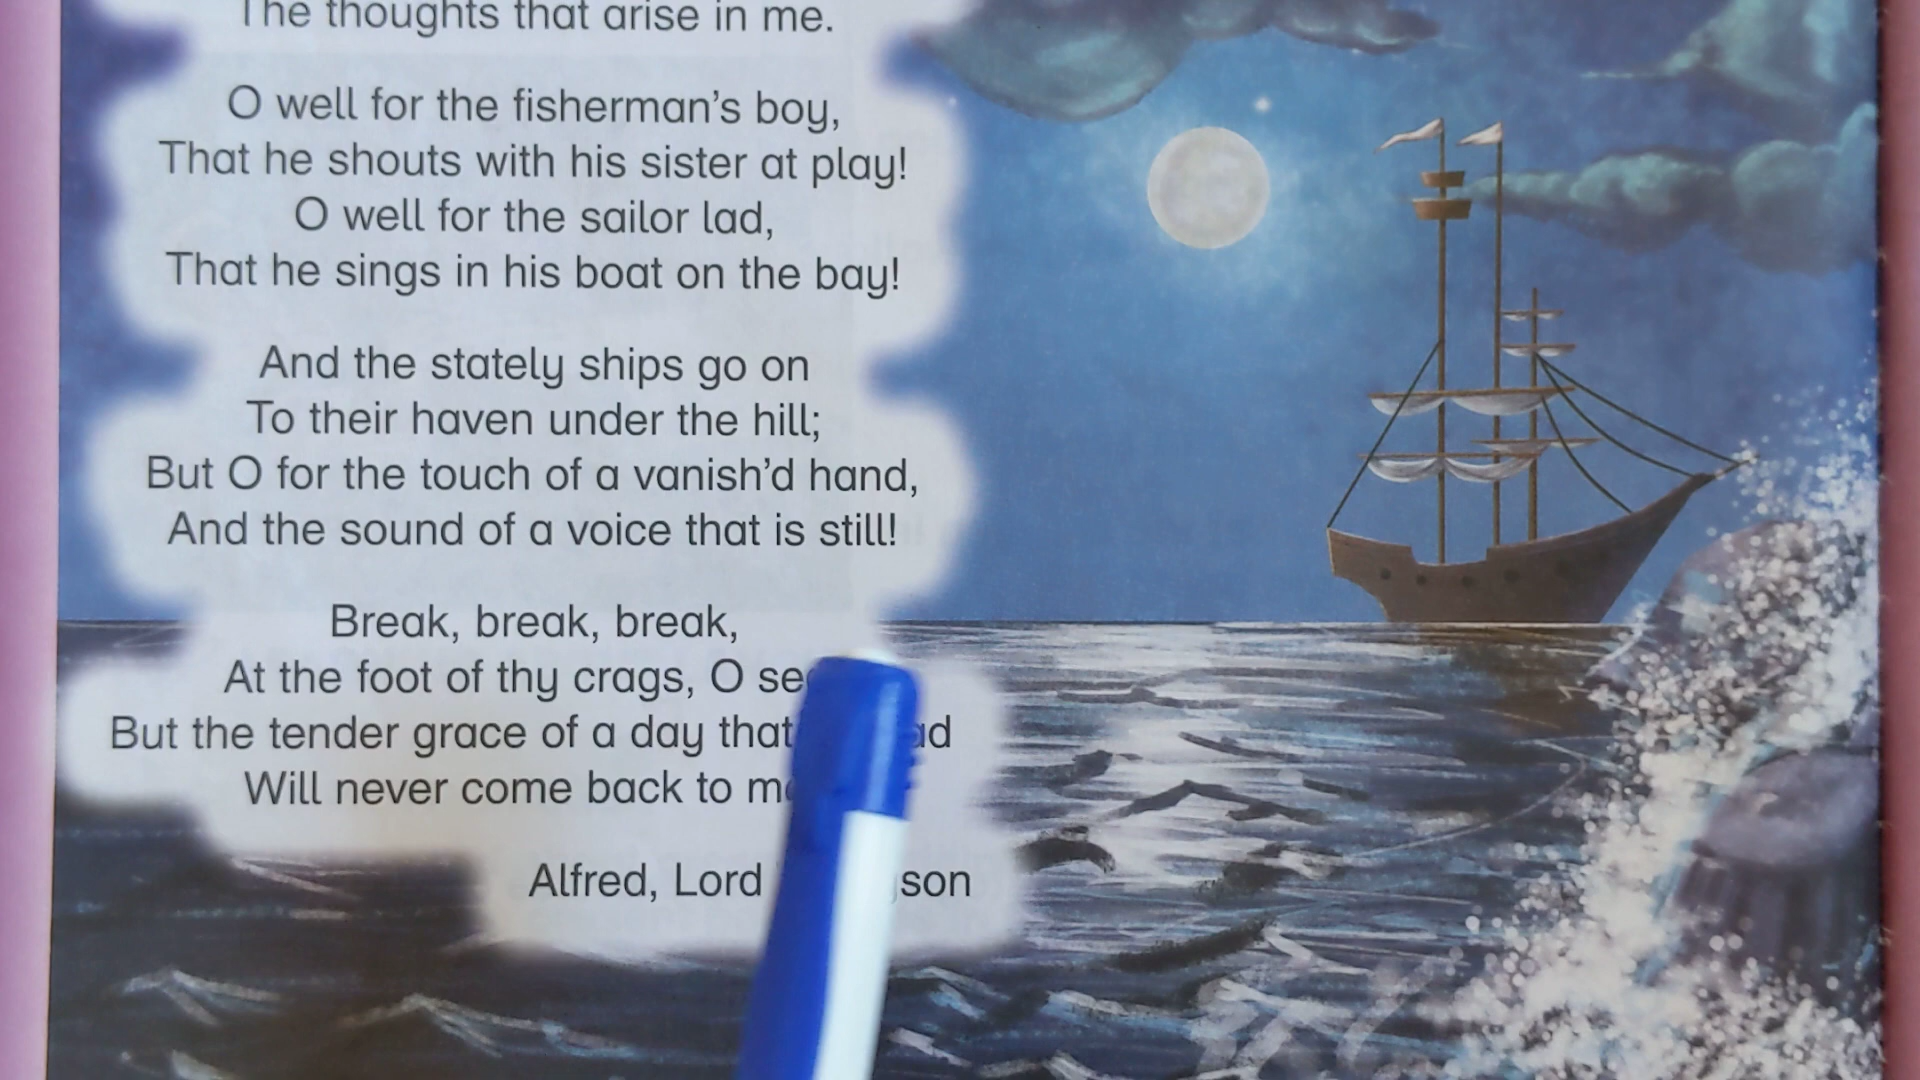 The thoughts that arise in me.
O well for the fisherman's boy,
That he shouts with his sister at play!
O well for the sailor lad,
That he sings in his boat on the bay!
And the stately ships go on
To their haven under the hill;
But O for the touch of a vanish'd hand,
And the sound of a voice that is still!
Break, break, break,
At the foot of thy crags, O
But the tender grace of a day that
Will never come back to
Alfred, Lord